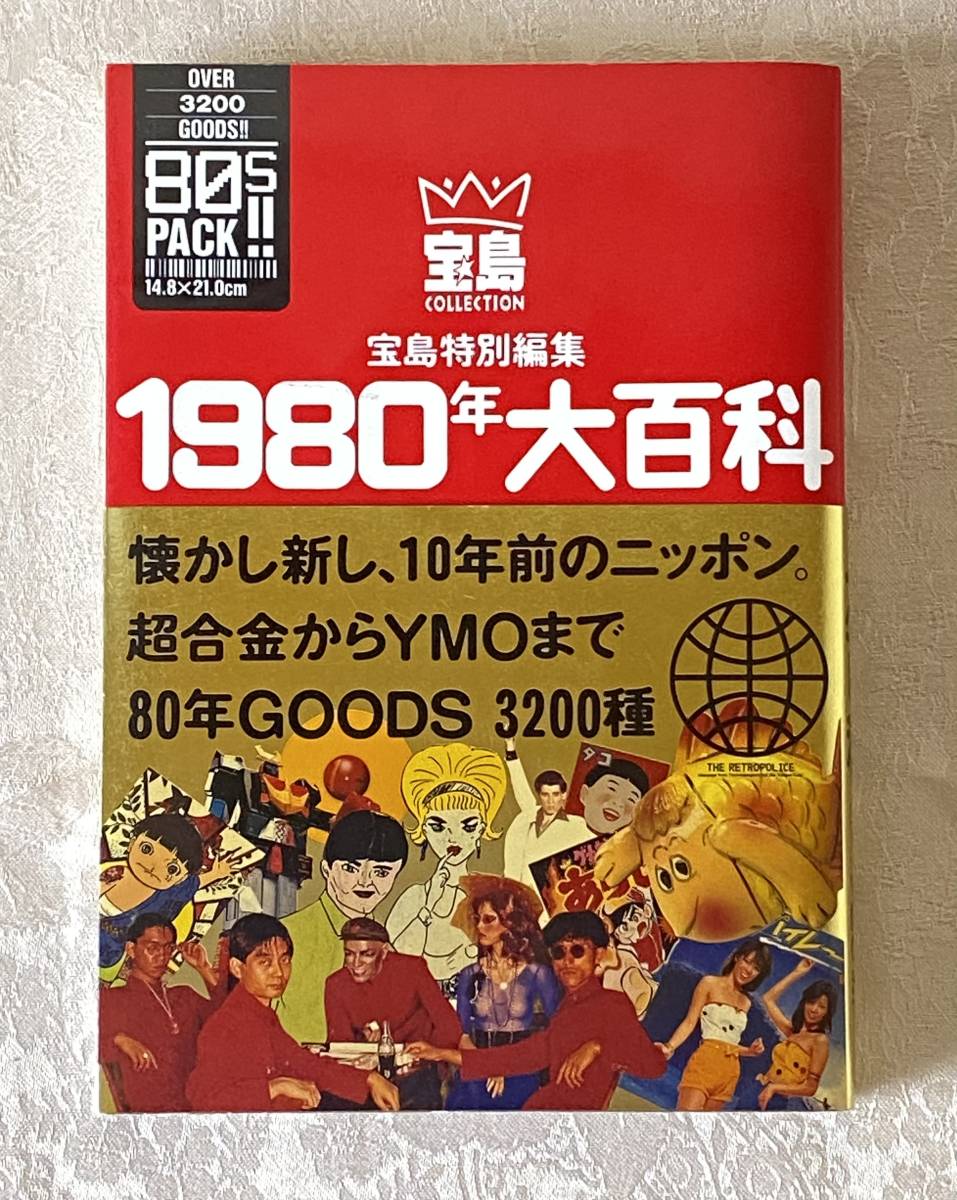 OVER
3200
GOODS!!
80S
PACK!!
14.8×21.0cm
宝島
COLLECTION
宝島特別編集
1980年大百科
懐かし新し、10年前のニッポン。
超合金からYMOまで
80年GOODS 3200種
THE RETROPOLICE
タコ